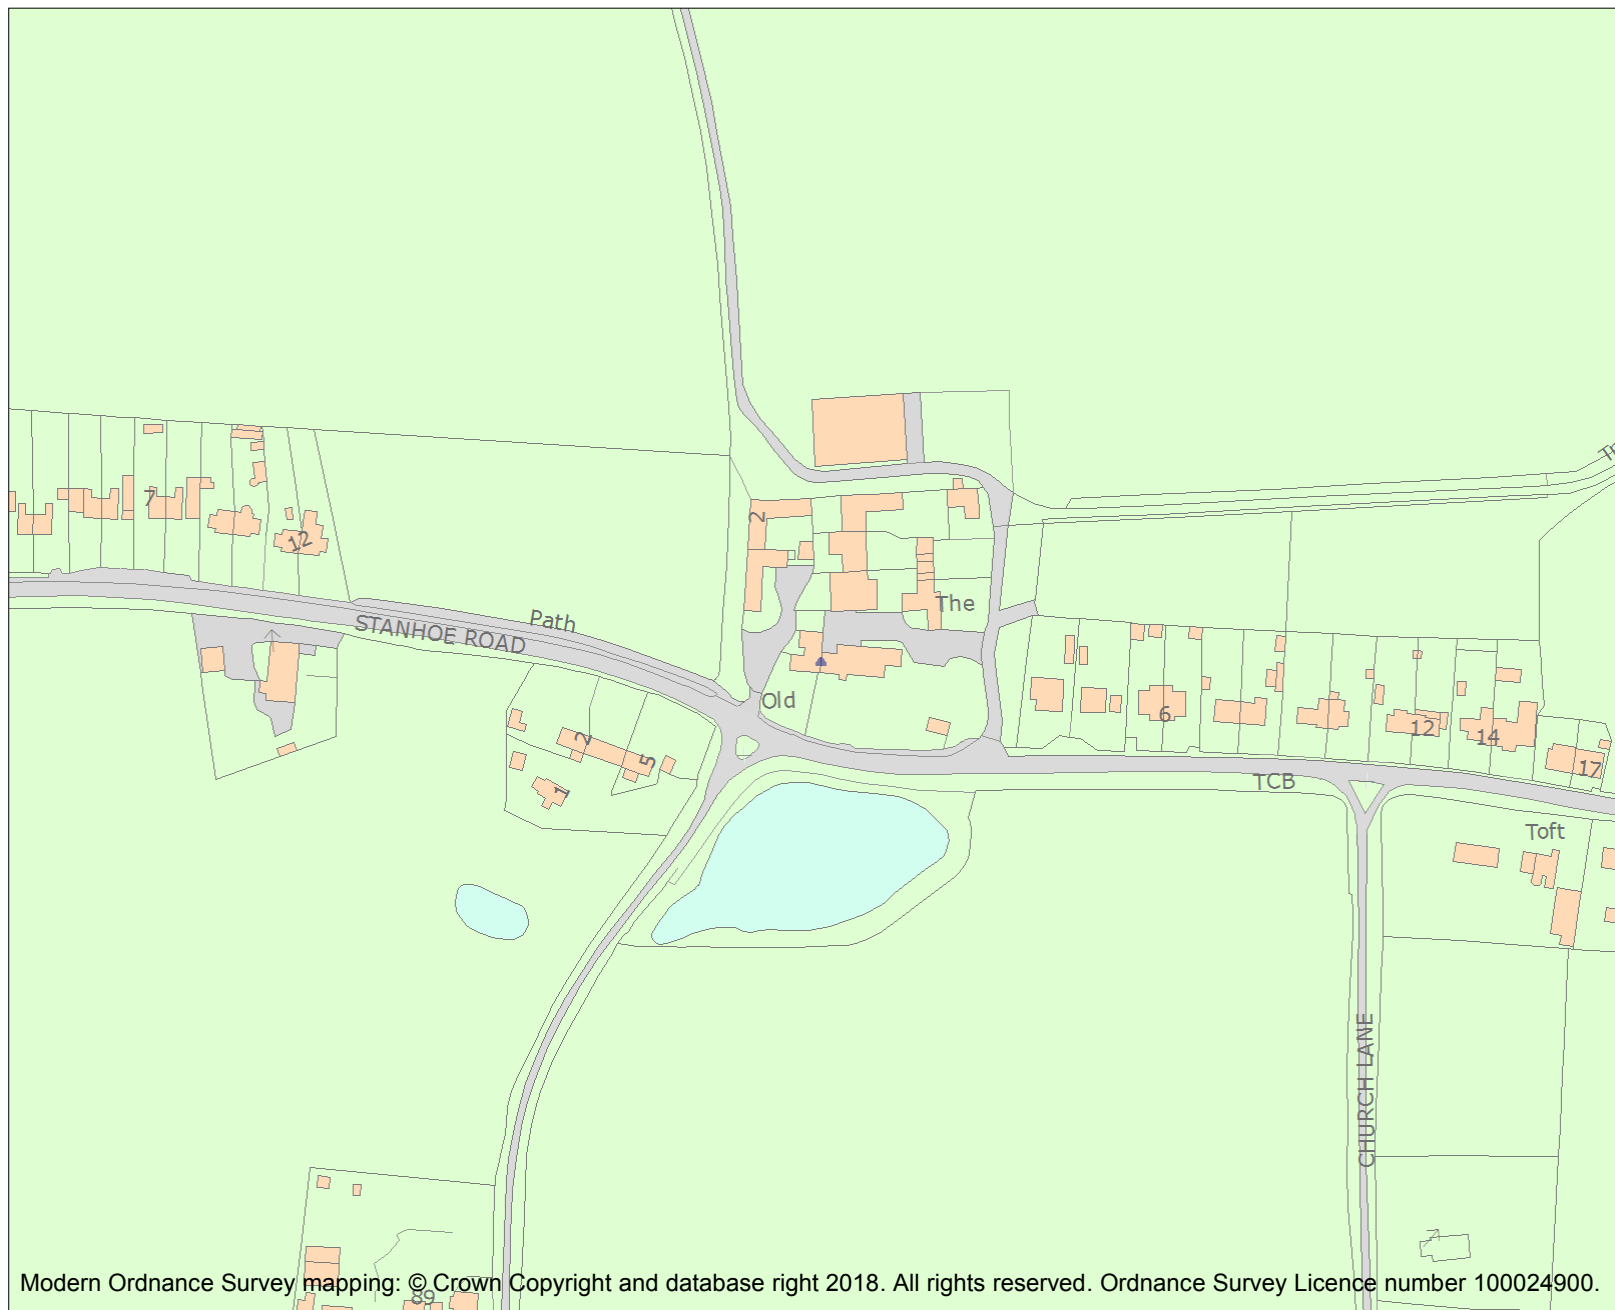 7
12
Path
STANHOE ROAD
2
The
Old
2
5
1
6
12
14
17
TCB
Toft
CHURCH LANE
89
Modern Ordnance Survey mapping: © Crown Copyright and database right 2018. All rights reserved. Ordnance Survey Licence number 100024900.